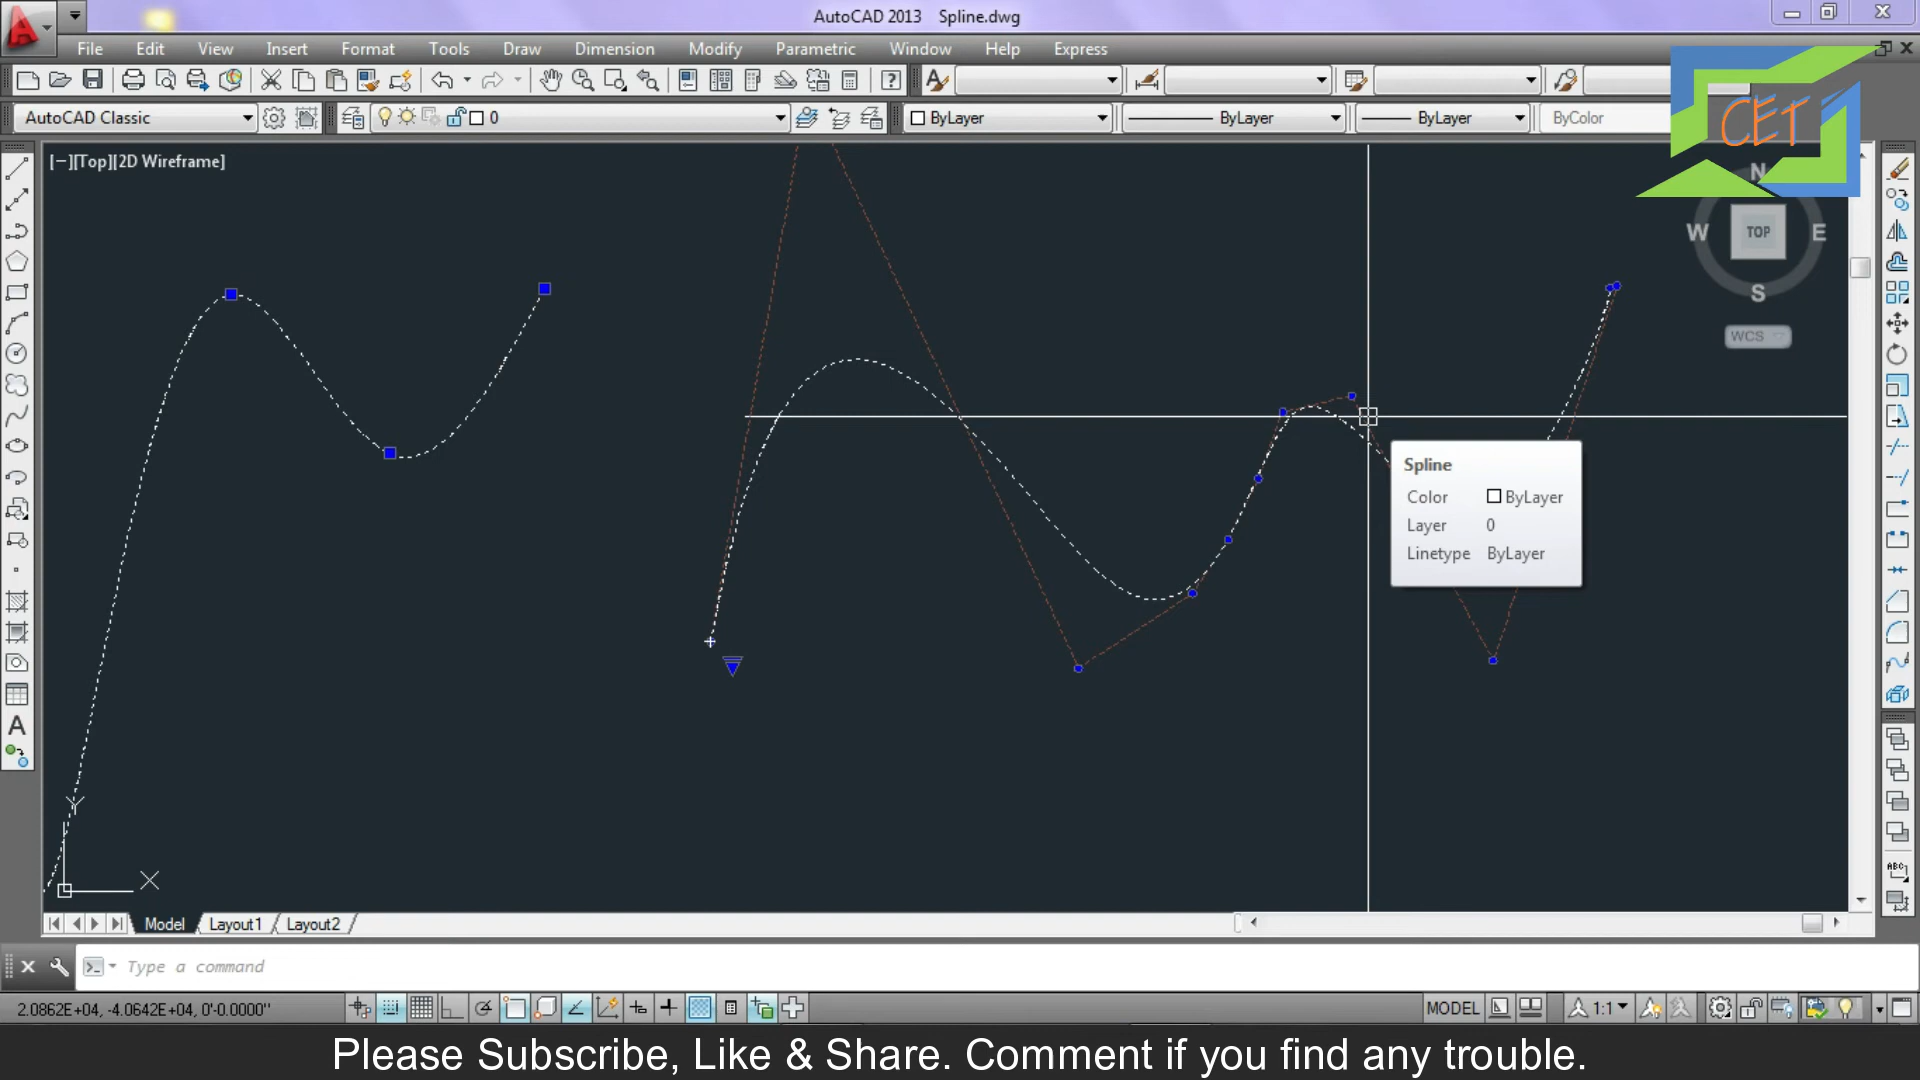 AutoCAD 2013 Spline.dwg
File Edit View Insert Format Tools Draw Dimension Modify Parametric Window Help Express
AutoCAD Classic 0 ByLayer ByLayer ByLayer ByColor
CET
[−][Top][2D Wireframe]
N
W TOP E
S
WCS
Spline
Color ByLayer
Layer 0
Linetype ByLayer
A
Y
X
ABC
Model Layout1 Layout2
Type a command
2.0862E+04, -4.0642E+04, 0'-0.0000" MODEL 1:1
Please Subscribe, Like & Share. Comment if you find any trouble.